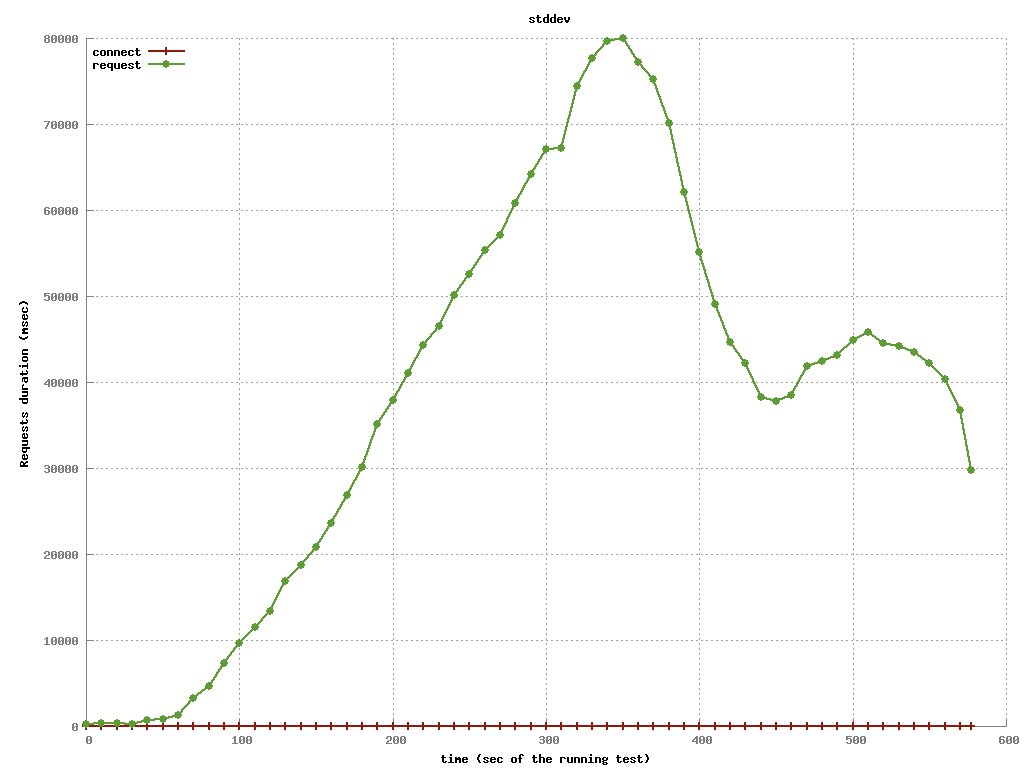 stddev
connect
request
80000
70000
60000
50000
40000
30000
20000
10000
0
Requests duration (msec)
0 100 200 300 400 500 600
time (sec of the running test)